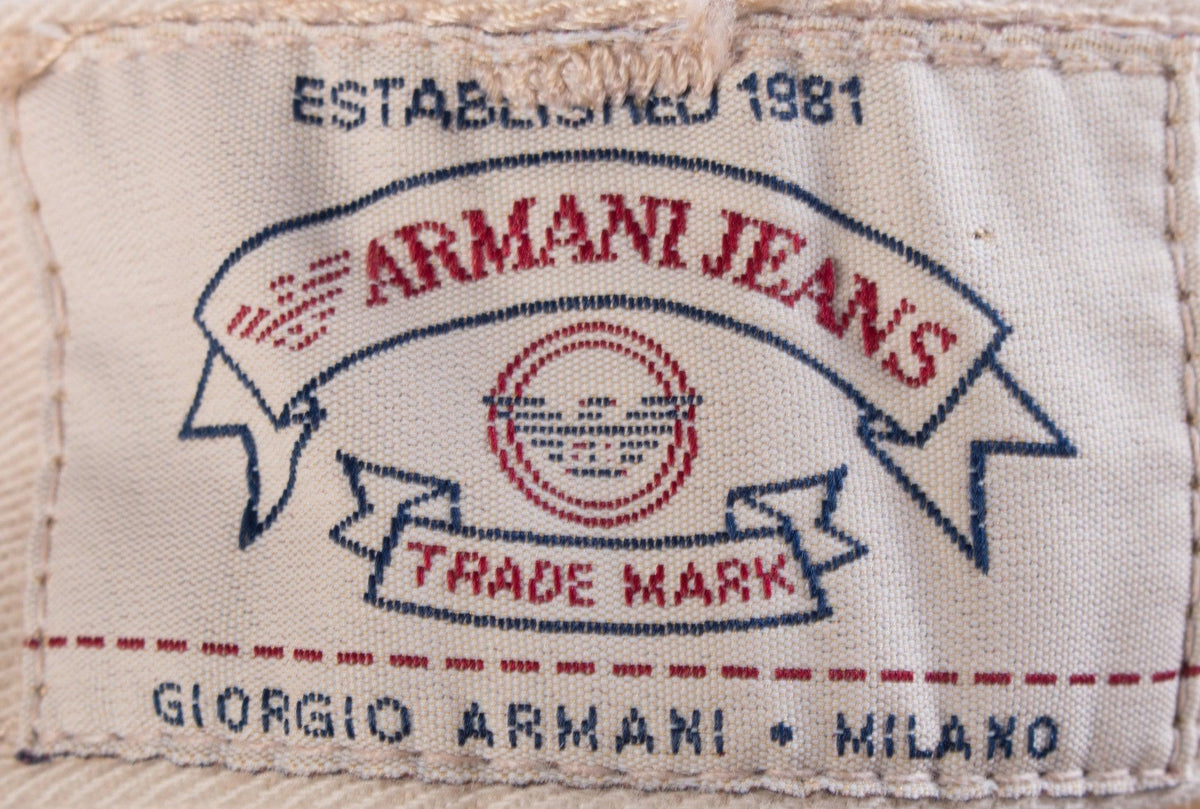 ESTABLISHED 1981
ARMANI JEANS
TRADE MARK
GIORGIO ARMANI • MILANO